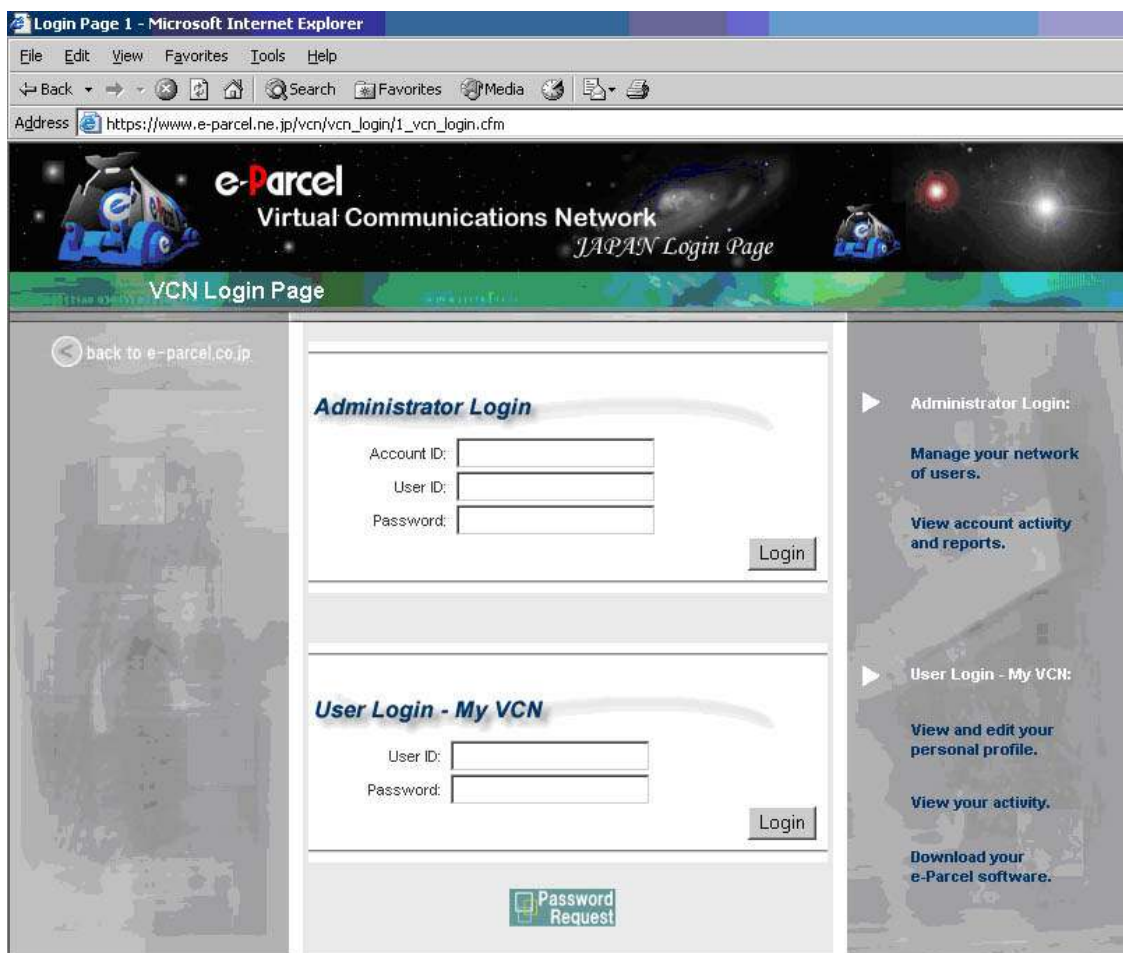 Login Page 1 - Microsoft Internet Explorer
File Edit View Favorites Tools Help
Back Search Favorites Media
Address https://www.e-parcel.ne.jp/vcn/vcn_login/1_vcn_login.cfm
e-Parcel
Virtual Communications Network
JAPAN Login Page
VCN Login Page
back to e-parcel.co.jp
Administrator Login
Account ID:
User ID:
Password:
Login
User Login - My VCN
User ID:
Password:
Login
Password
Request
Administrator Login:
Manage your network
of users.
View account activity
and reports.
User Login - My VCN:
View and edit your
personal profile.
View your activity.
Download your
e-Parcel software.